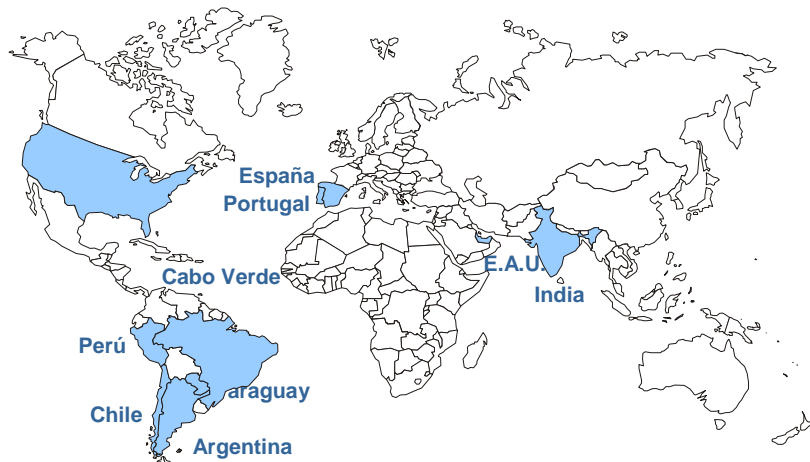 España
Portugal
Cabo Verde
E.A.U.
India
Perú
araguay
Chile
Argentina